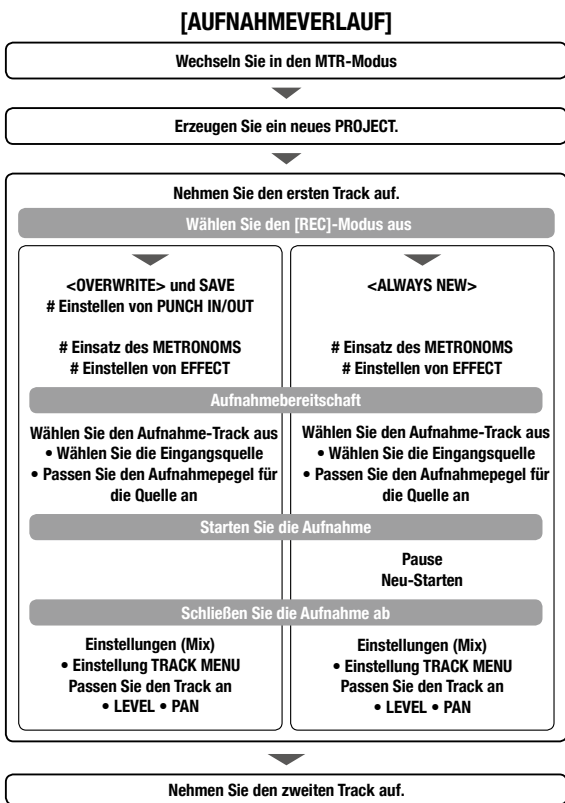 [AUFNAHMEVERLAUF]
Wechseln Sie in den MTR-Modus
Erzeugen Sie ein neues PROJECT.
Nehmen Sie den ersten Track auf.
Wählen Sie den [REC]-Modus aus
<OVERWRITE> und SAVE
# Einstellen von PUNCH IN/OUT
# Einsatz des METRONOMS
# Einstellen von EFFECT
<ALWAYS NEW>
# Einsatz des METRONOMS
# Einstellen von EFFECT
Aufnahmebereitschaft
Wählen Sie den Aufnahme-Track aus
• Wählen Sie die Eingangsquelle
• Passen Sie den Aufnahmepegel für
die Quelle an
Wählen Sie den Aufnahme-Track aus
• Wählen Sie die Eingangsquelle
• Passen Sie den Aufnahmepegel für
die Quelle an
Starten Sie die Aufnahme
Pause
Neu-Starten
Schließen Sie die Aufnahme ab
Einstellungen (Mix)
• Einstellung TRACK MENU
Passen Sie den Track an
• LEVEL • PAN
Einstellungen (Mix)
• Einstellung TRACK MENU
Passen Sie den Track an
• LEVEL • PAN
Nehmen Sie den zweiten Track auf.